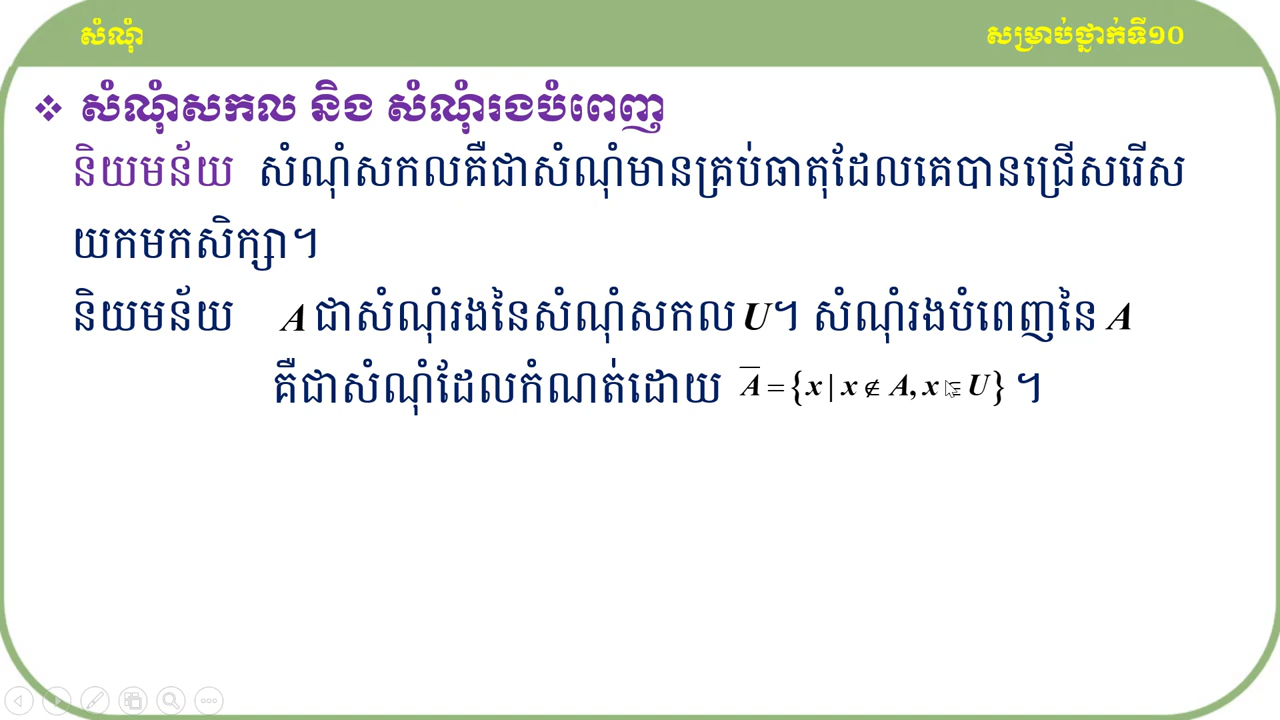 សំណុំ
សម្រាប់ថ្នាក់ទី១០
❖ សំណុំសកល និង សំណុំរងបំពេញ
និយមន័យ សំណុំសកលគឺជាសំណុំមានគ្រប់ធាតុដែលគេបានជ្រើសរើស
យកមកសិក្សា។
និយមន័យ A ជាសំណុំរងនៃសំណុំសកល U។ សំណុំរងបំពេញនៃ A
គឺជាសំណុំដែលកំណត់ដោយ A̅ = {x | x ∉ A, x ∈ U} ។